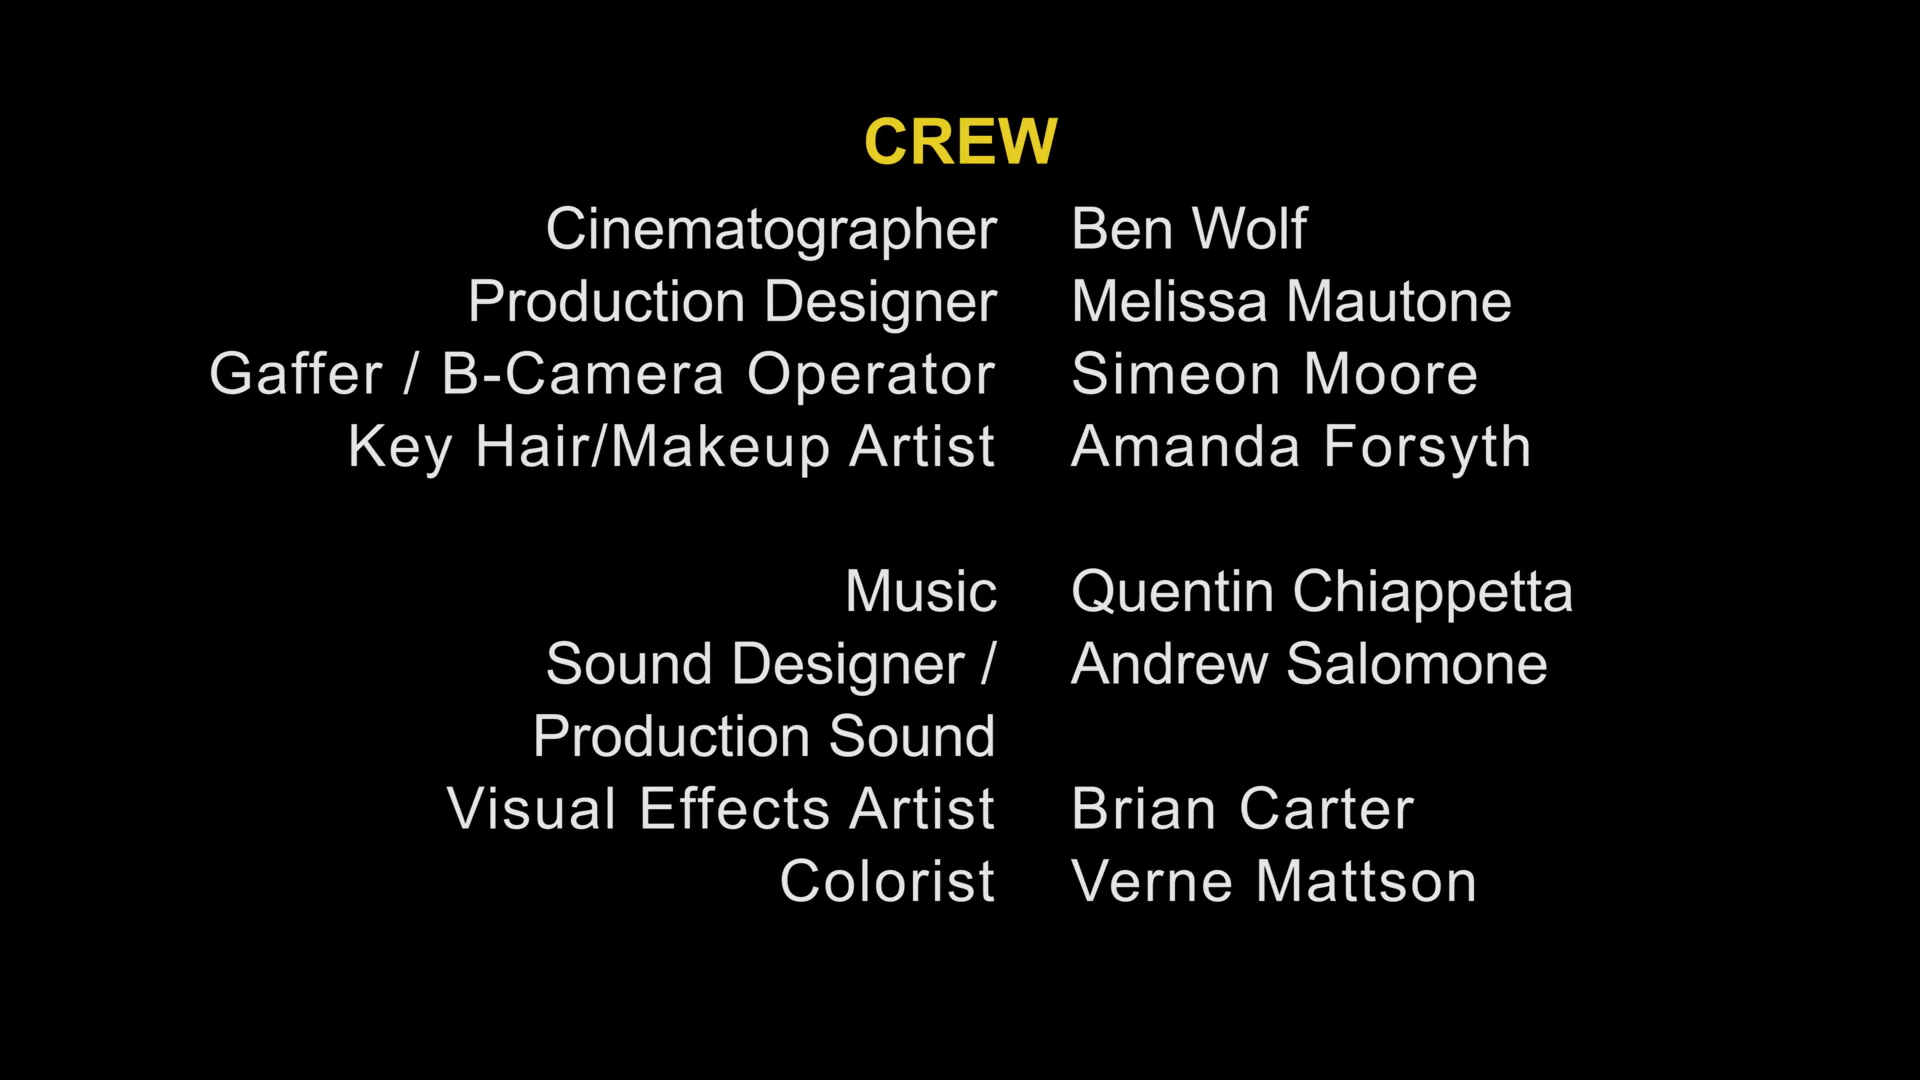 CREW
Cinematographer Ben Wolf
Production Designer Melissa Mautone
Gaffer / B-Camera Operator Simeon Moore
Key Hair/Makeup Artist Amanda Forsyth
Music Quentin Chiappetta
Sound Designer / Andrew Salomone
Production Sound
Visual Effects Artist Brian Carter
Colorist Verne Mattson